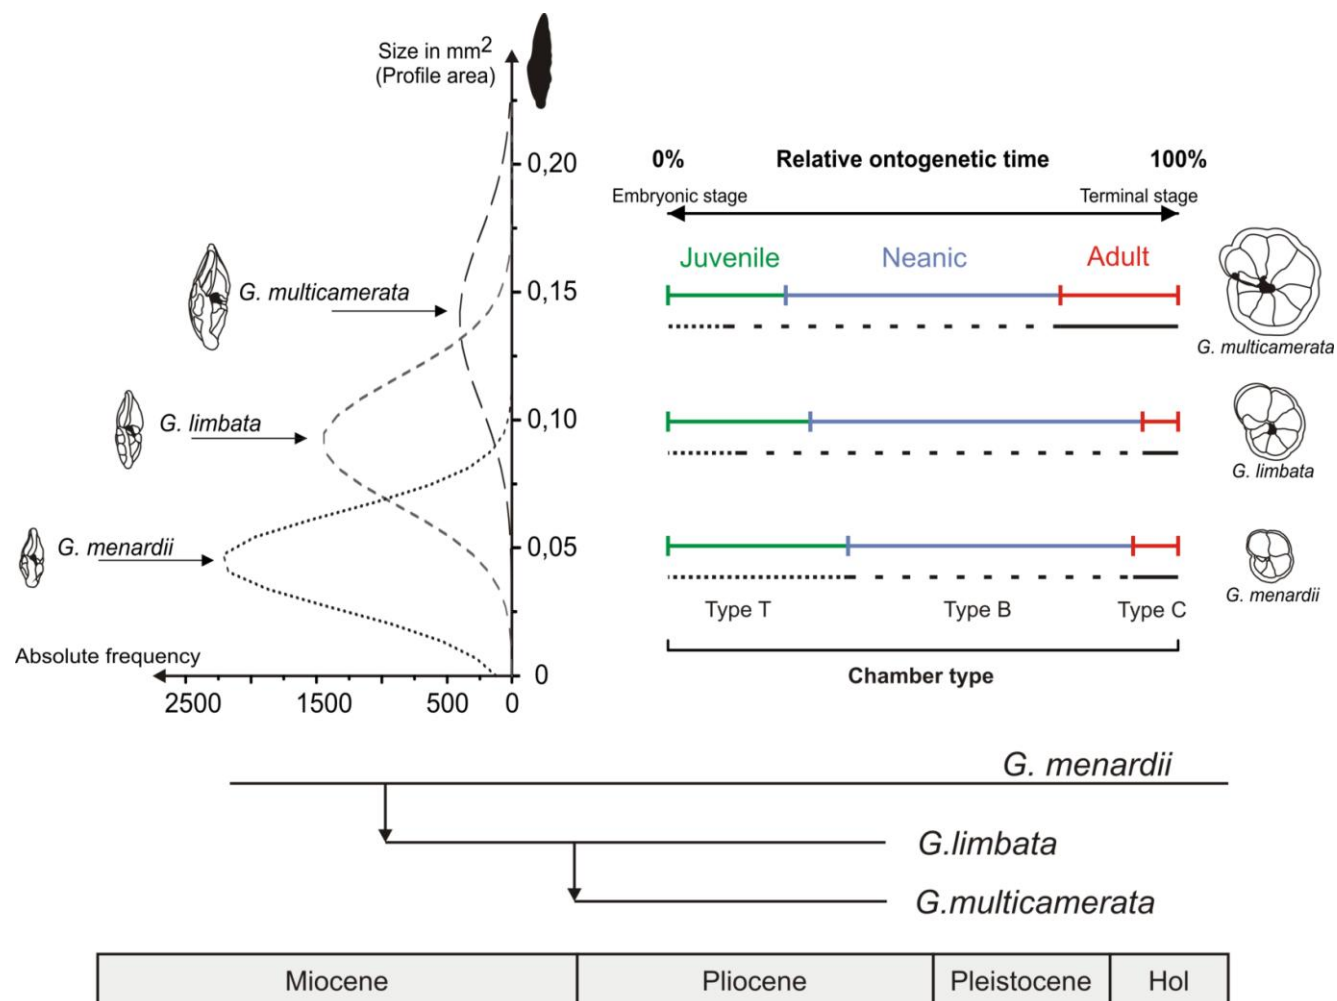 Size in mm2
(Profile area)
0,20
0,15
0,10
0,05
0
G. multicamerata
G. limbata
G. menardii
Absolute frequency
2500 1500 500 0
0% Relative ontogenetic time 100%
Embryonic stage Terminal stage
Juvenile Neanic Adult
G. multicamerata
G. limbata
G. menardii
Type T Type B Type C
Chamber type
G. menardii
G.limbata
G.multicamerata
Miocene Pliocene Pleistocene Hol